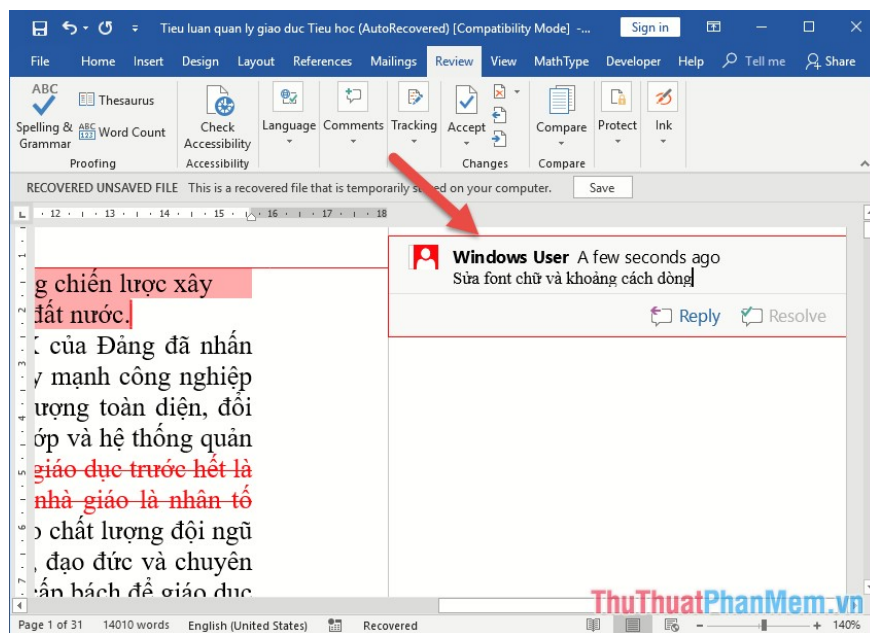 Tieu luan quan ly giao duc Tieu hoc (AutoRecovered) [Compatibility Mode] -...
Sign in
File Home Insert Design Layout References Mailings Review View MathType Developer Help Tell me Share
ABC
Spelling & Grammar
Thesaurus
ABC
123 Word Count
Proofing
Check Accessibility
Accessibility
Language
Comments
Tracking
Accept
Changes
Compare
Compare
Protect
Ink
RECOVERED UNSAVED FILE This is a recovered file that is temporarily on your computer. Save
12 13 14 15 16 17 18
Windows User A few seconds ago
Sửa font chữ và khoảng cách dòng
Reply Resolve
g chiến lược xây
đất nước.
của Đảng đã nhấn
y mạnh công nghiệp
ượng toàn diện, đổi
ớp và hệ thống quản
giáo dục trước hết là
nhà giáo là nhân tố
chất lượng đội ngũ
, đạo đức và chuyên
cấp bách để giáo dục
ThuThuatPhanMem.vn
Page 1 of 31 14010 words English (United States) Recovered 140%